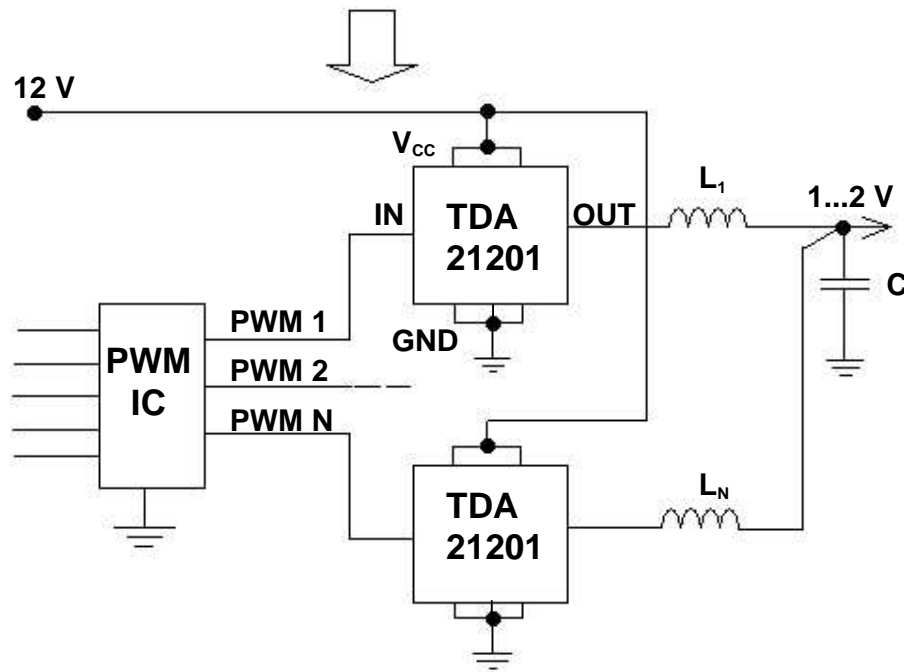 12 V
V_CC
IN
TDA
21201
OUT
L₁
1...2 V
C
GND
PWM
IC
PWM 1
PWM 2
PWM N
TDA
21201
L_N